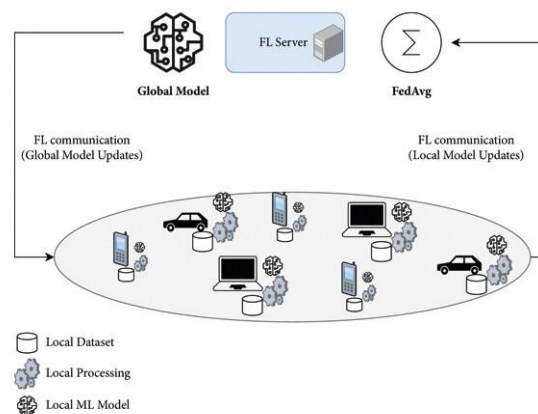 FL Server
Global Model
FedAvg
FL communication
(Global Model Updates)
FL communication
(Local Model Updates)
Local Dataset
Local Processing
Local ML Model